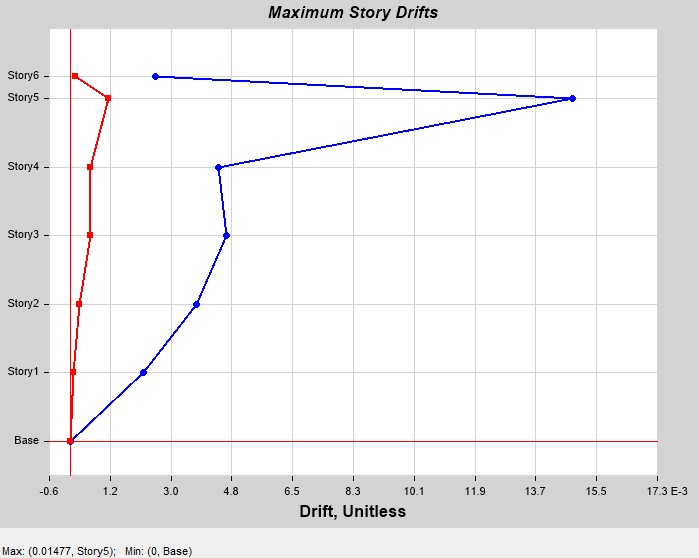 Maximum Story Drifts
Story6
Story5
Story4
Story3
Story2
Story1
Base
-0.6 1.2 3.0 4.8 6.5 8.3 10.1 11.9 13.7 15.5 17.3 E-3
Drift, Unitless
Max: (0.01477, Story5); Min: (0, Base)